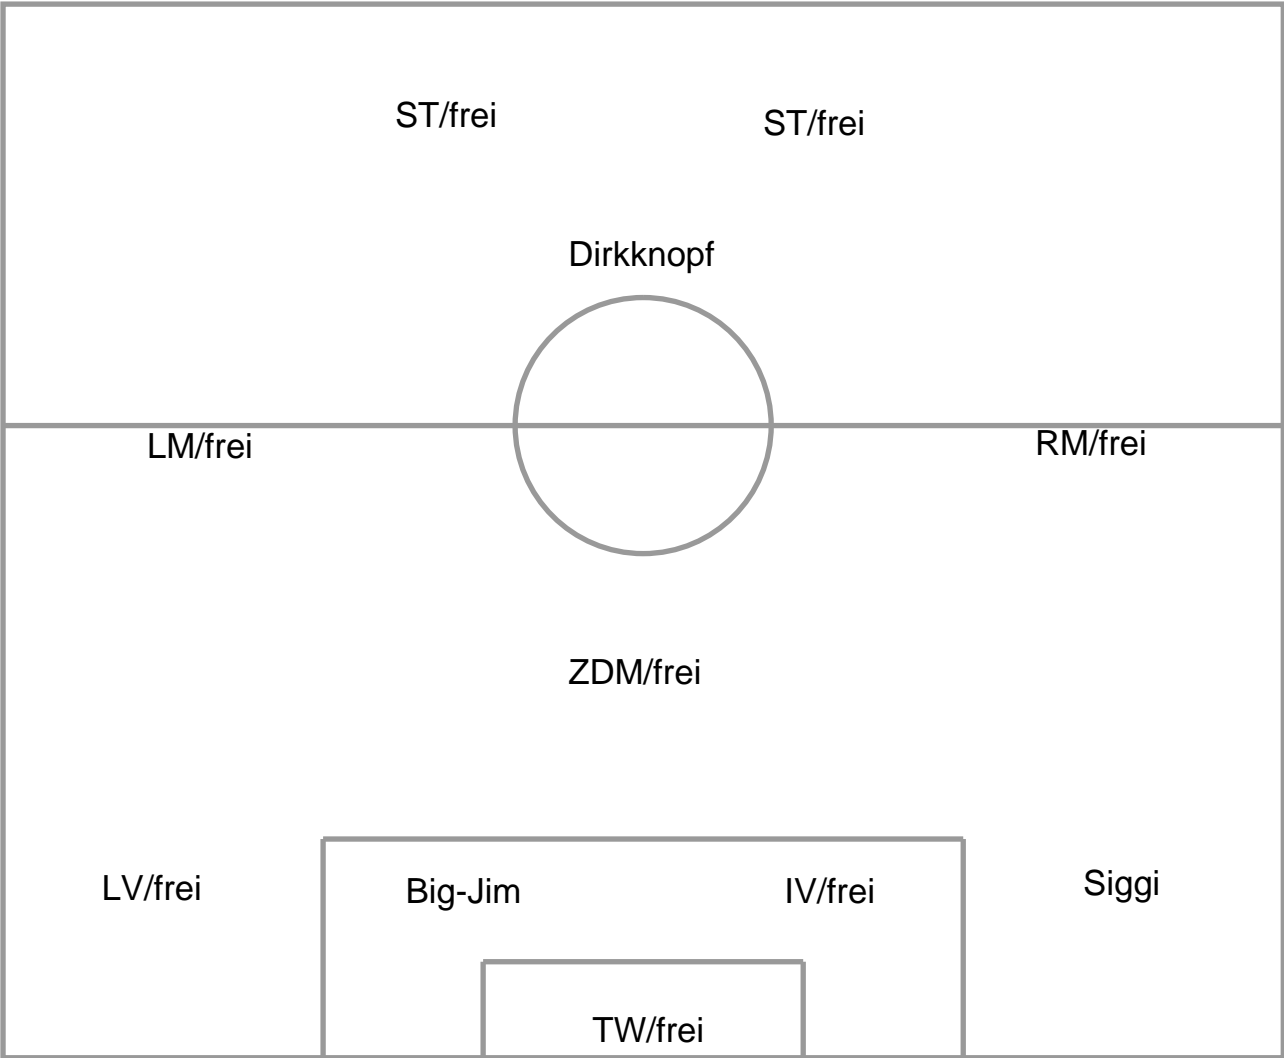 ST/frei
ST/frei
Dirkknopf
LM/frei
RM/frei
ZDM/frei
LV/frei
Big-Jim
IV/frei
Siggi
TW/frei